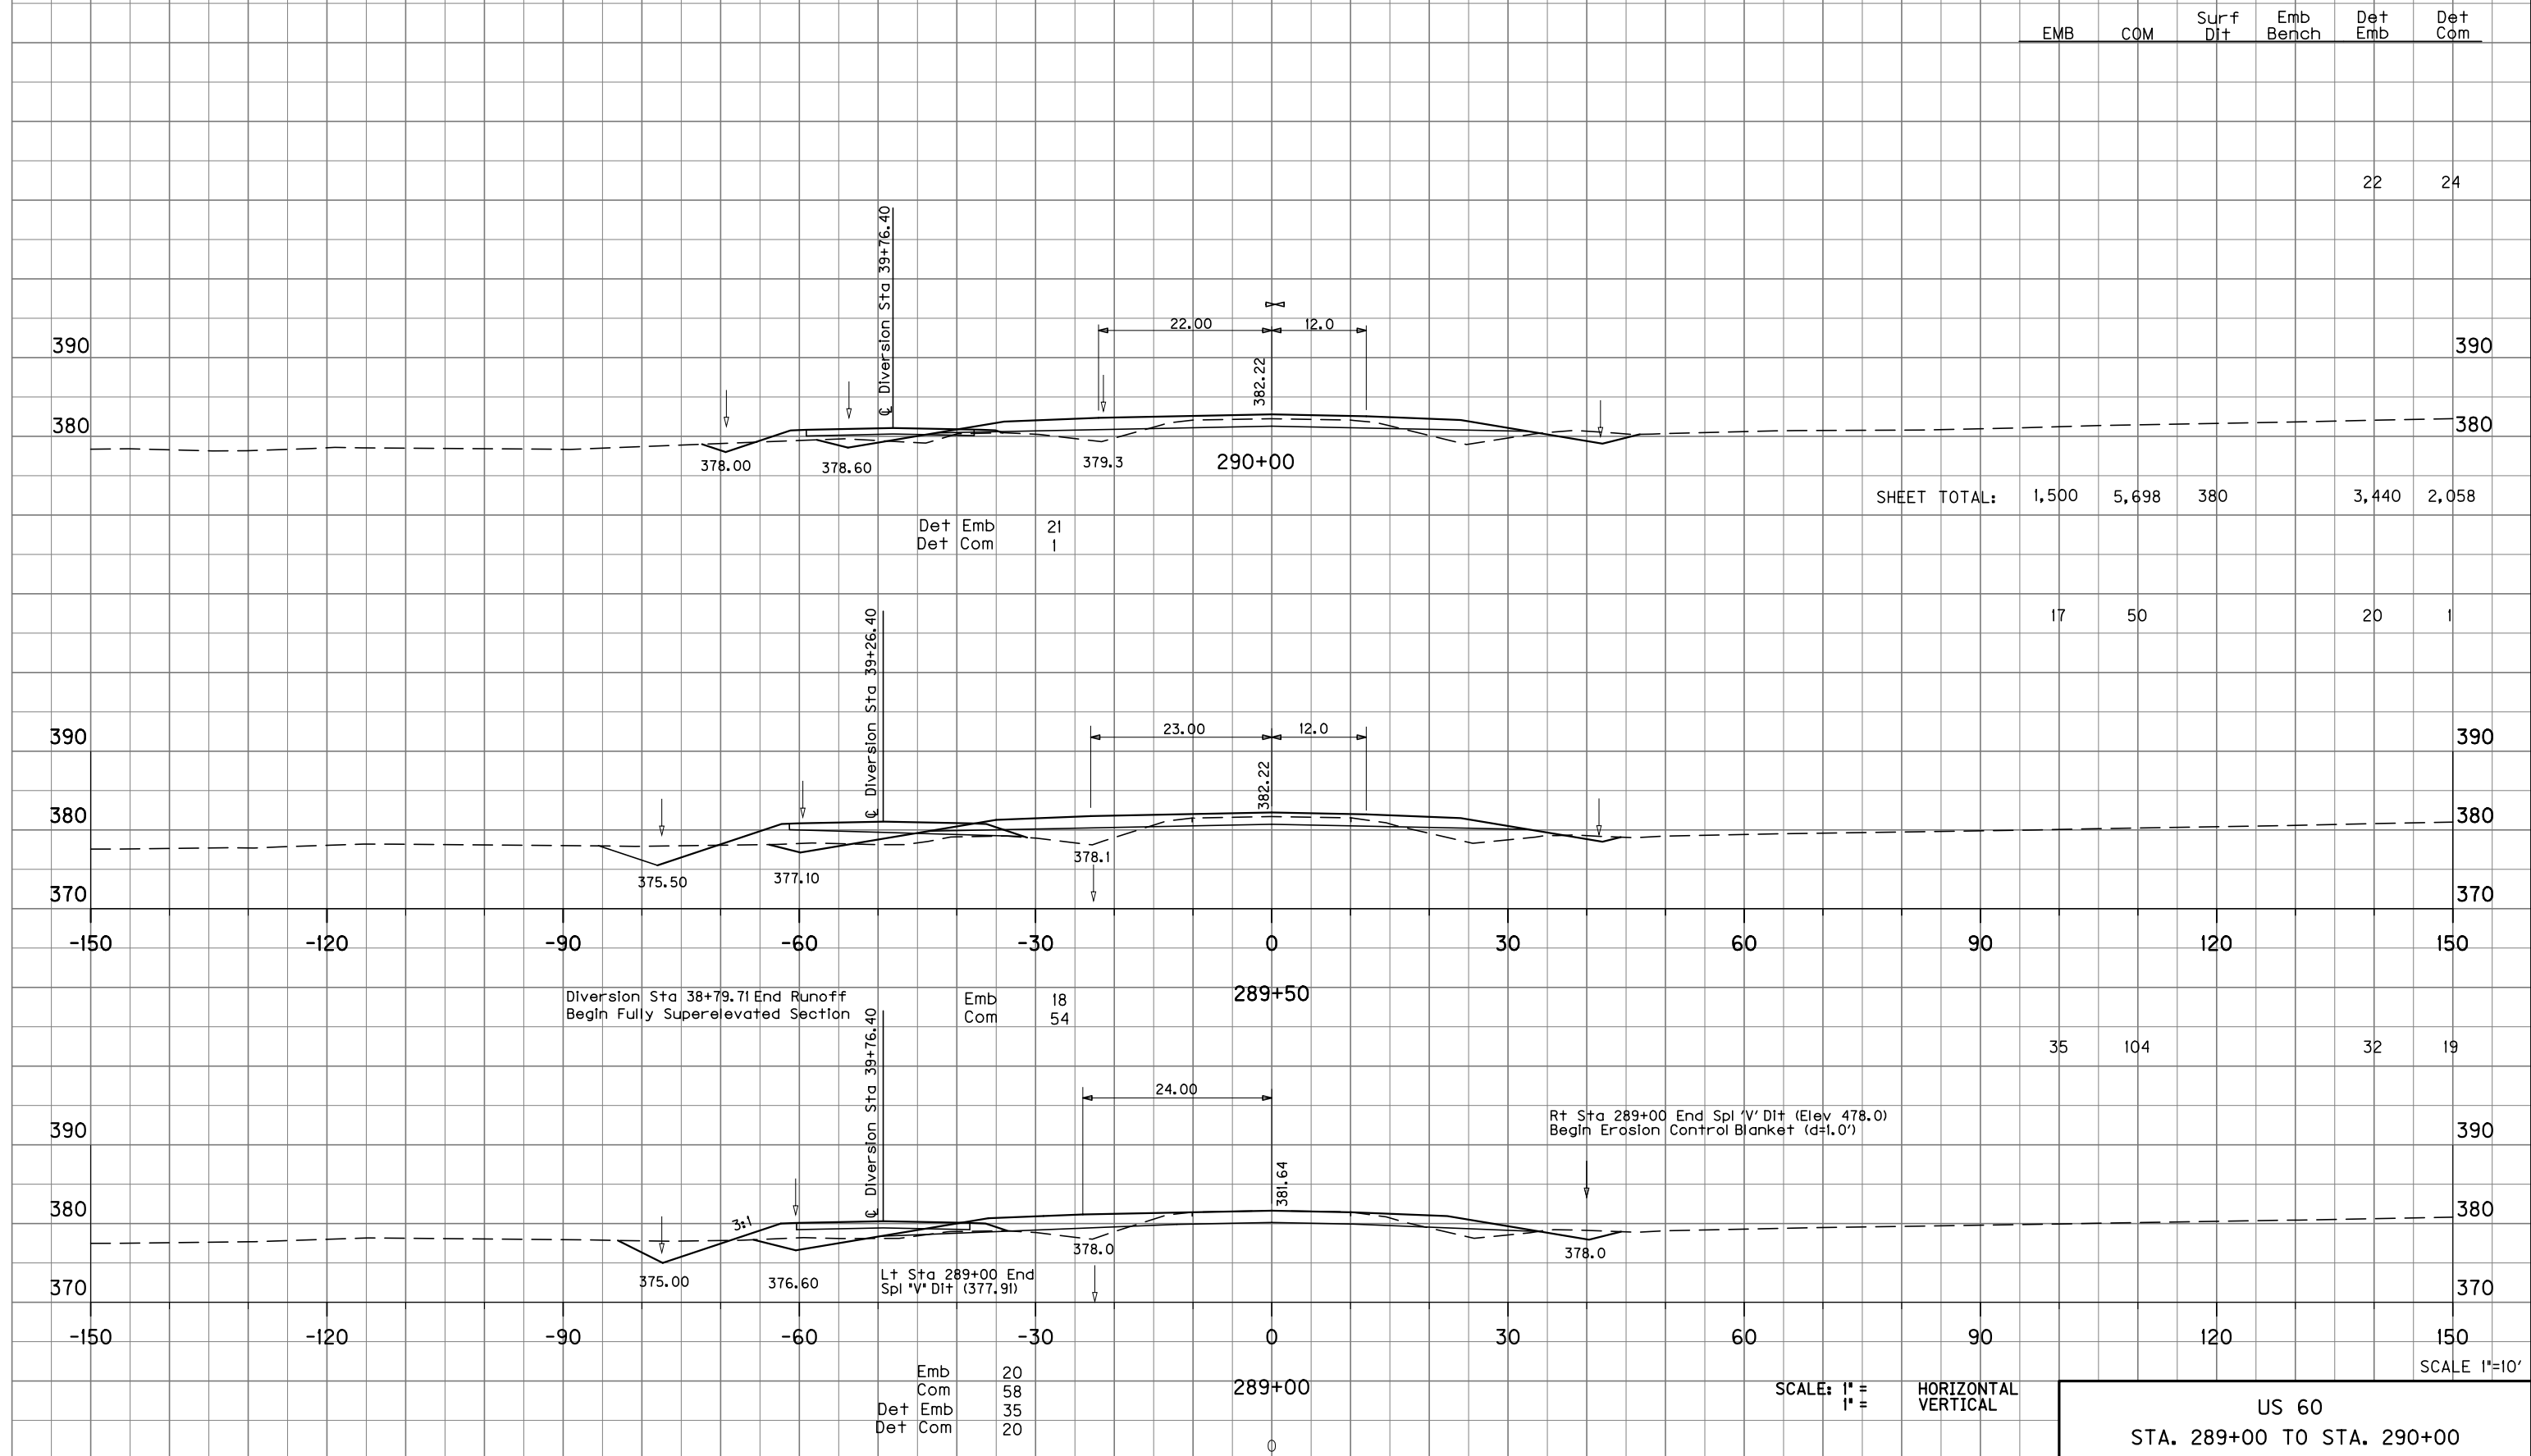 Surf Emb Det Det
EMB COM Dit Bench Emb Com
22 24
℄ Diversion Sta 39+76.40
22.00 12.0
390 382.22 390
380 380
378.00 378.60 379.3 290+00
SHEET TOTAL: 1,500 5,698 380 3,440 2,058
Det Emb 21
Det Com 1
17 50 20 1
℄ Diversion Sta 39+26.40
23.00 12.0
390 390
382.22
380 380
378.1
375.50 377.10
370 370
-150 -120 -90 -60 -30 0 30 60 90 120 150
Diversion Sta 38+79.71 End Runoff Emb 18 289+50
Begin Fully Superelevated Section Com 54
℄ Diversion Sta 39+76.40
35 104 32 19
24.00
Rt Sta 289+00 End Spl 'V' Dit (Elev 478.0)
Begin Erosion Control Blanket (d=1.0')
390 390
381.64
380 3:1 380
378.0 378.0
375.00 376.60 Lt Sta 289+00 End
Spl "V" Dit (377.91)
370 370
-150 -120 -90 -60 -30 0 30 60 90 120 150
SCALE 1"=10'
Emb 20
Com 58 289+00
Det Emb 35
Det Com 20
0
SCALE: 1" = HORIZONTAL
1" = VERTICAL
US 60
STA. 289+00 TO STA. 290+00